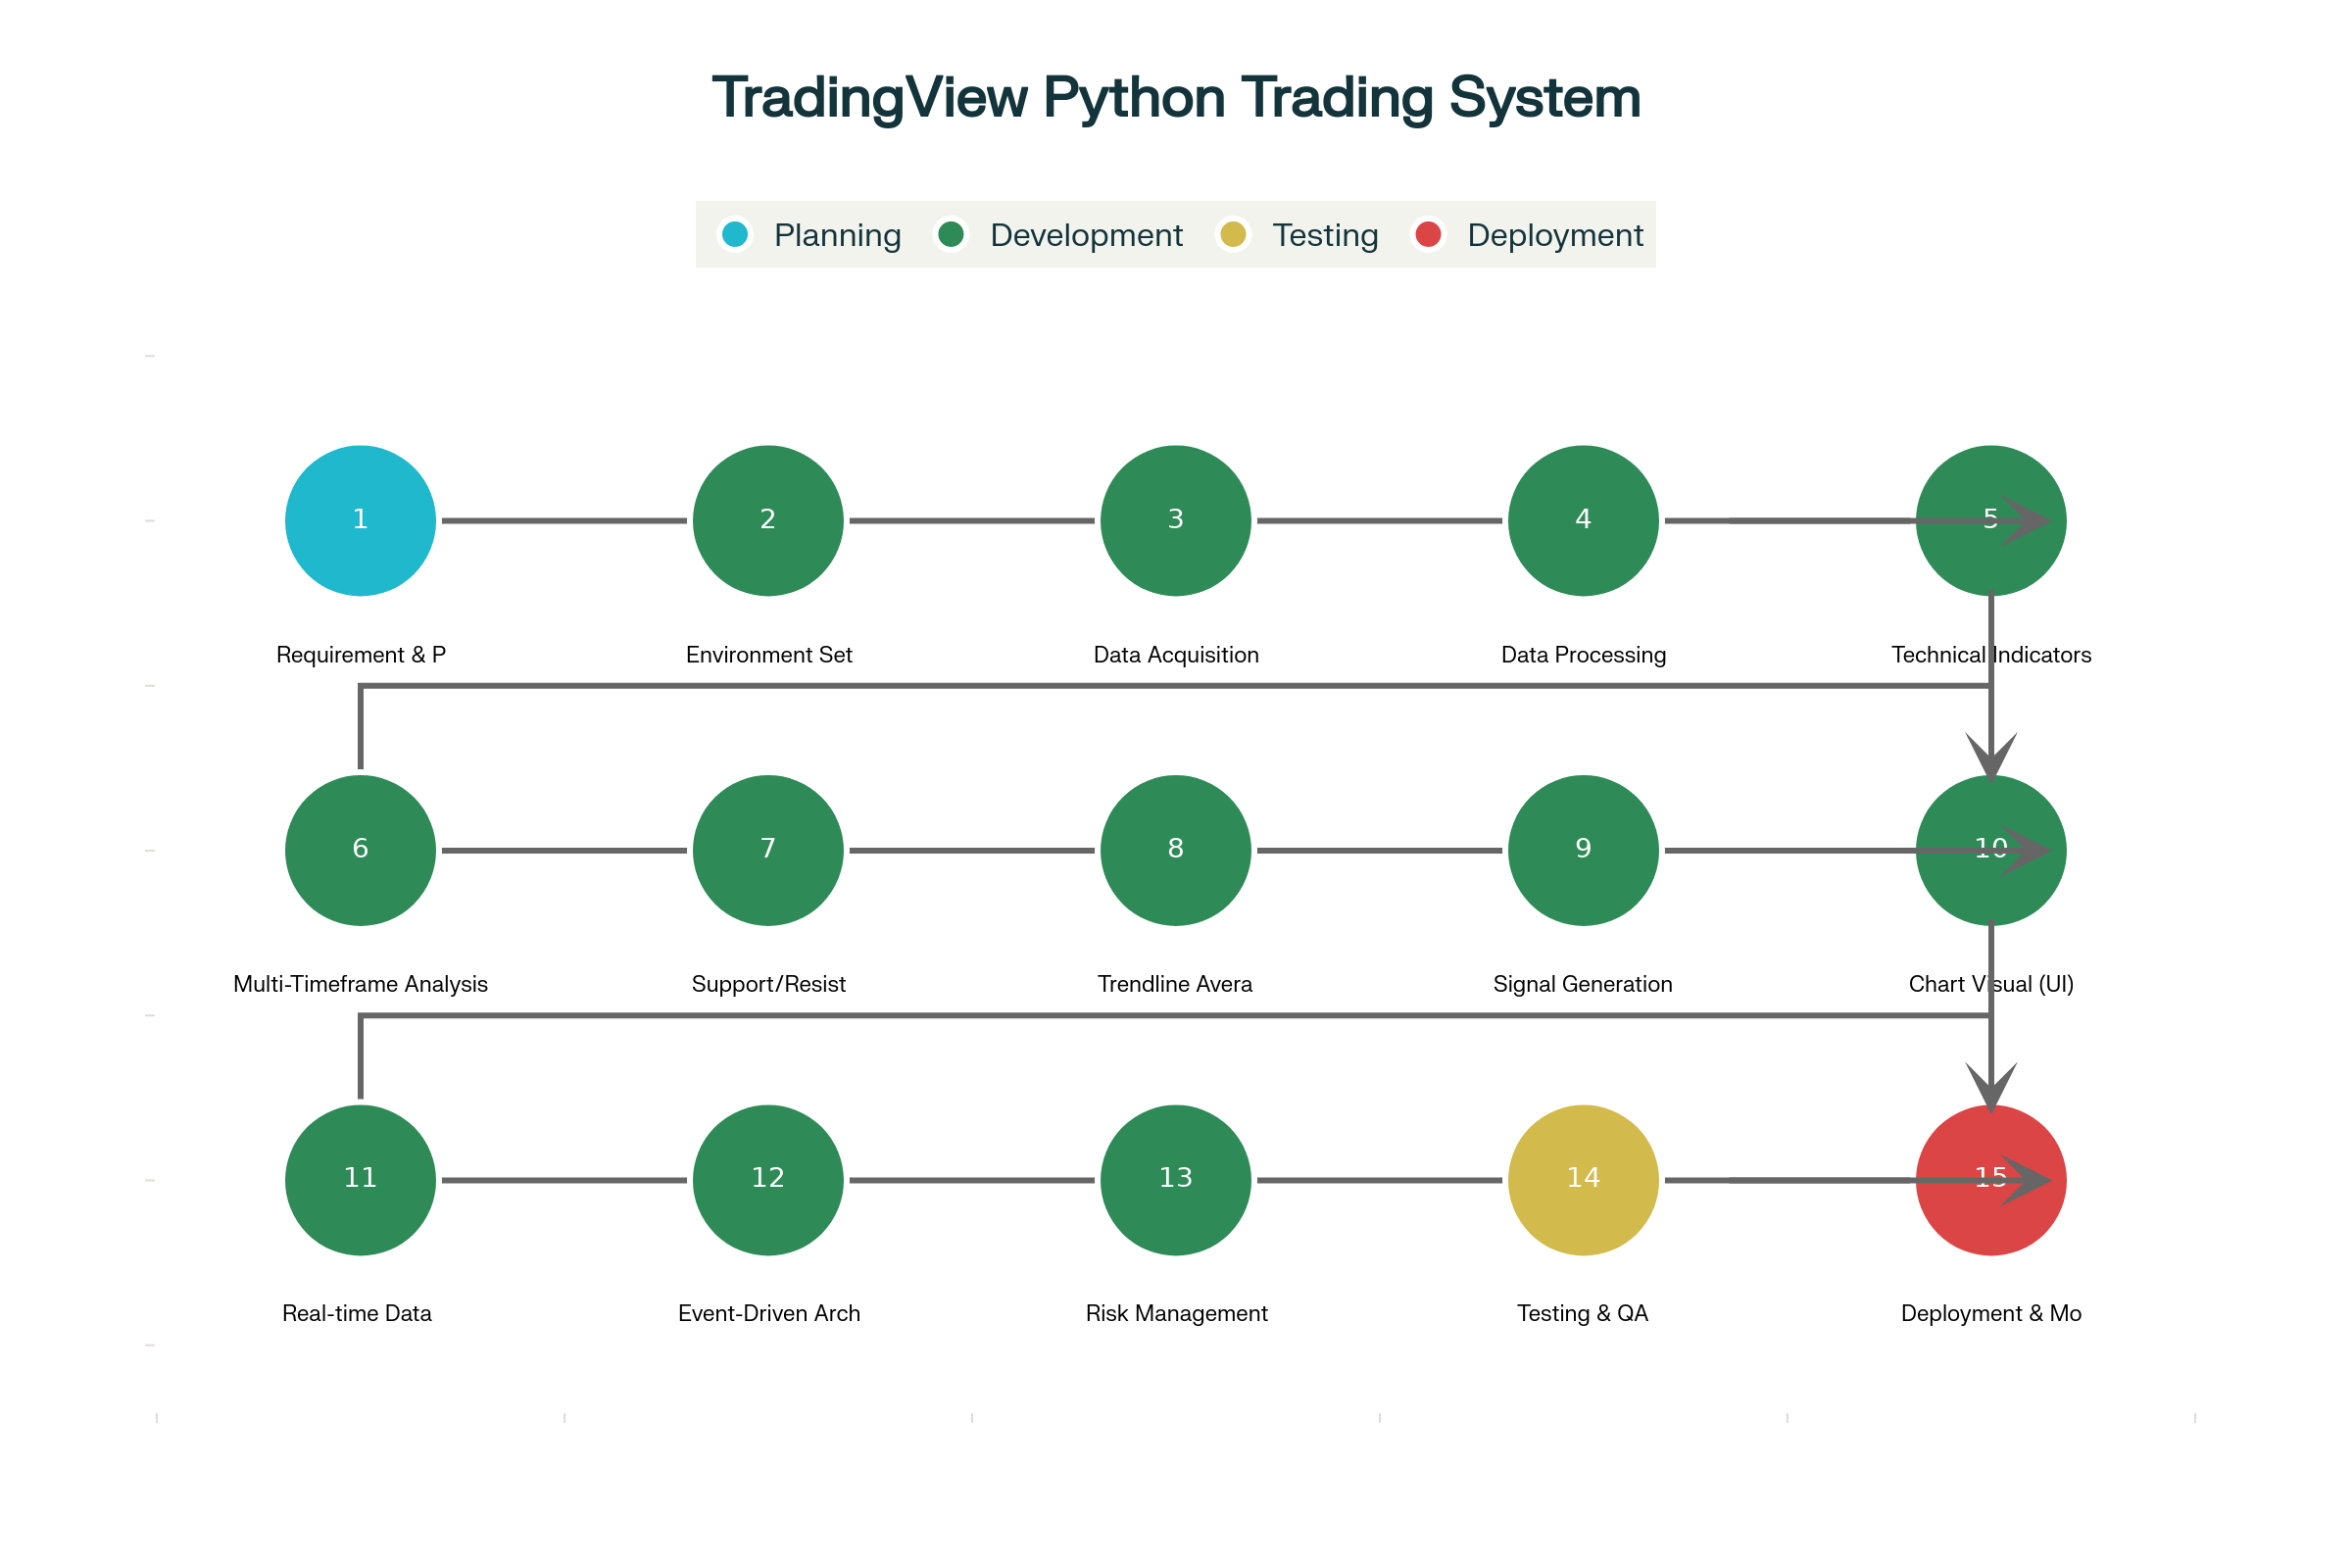 TradingView Python Trading System
Planning Development Testing Deployment
1 2 3 4 5
Requirement & P Environment Set Data Acquisition Data Processing Technical Indicators
6 7 8 9 10
Multi-Timeframe Analysis Support/Resist Trendline Avera Signal Generation Chart Visual (UI)
11 12 13 14 15
Real-time Data Event-Driven Arch Risk Management Testing & QA Deployment & Mo